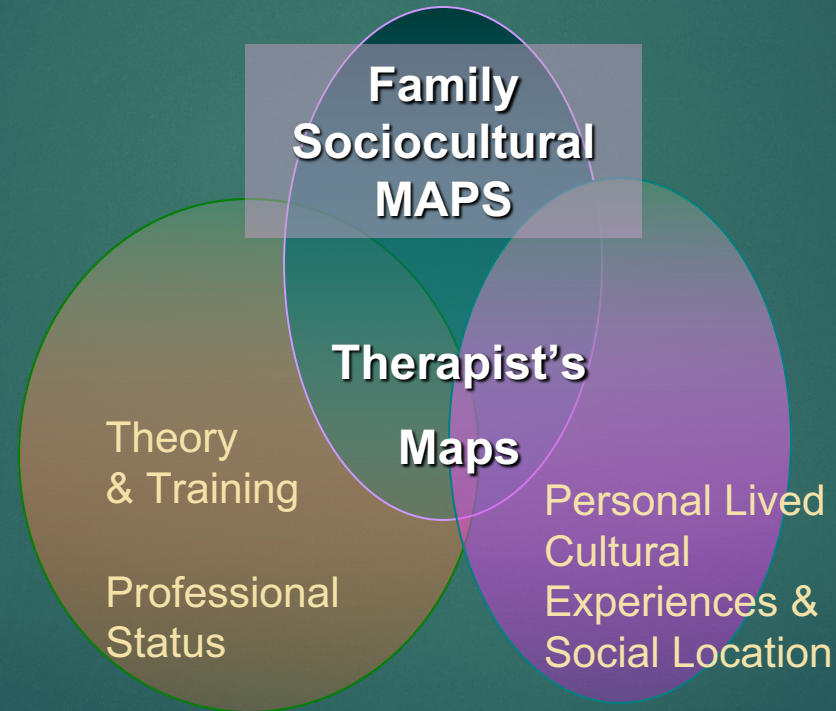 Family
Sociocultural
MAPS
Therapist’s
Maps
Theory
& Training
Professional
Status
Personal Lived
Cultural
Experiences &
Social Location